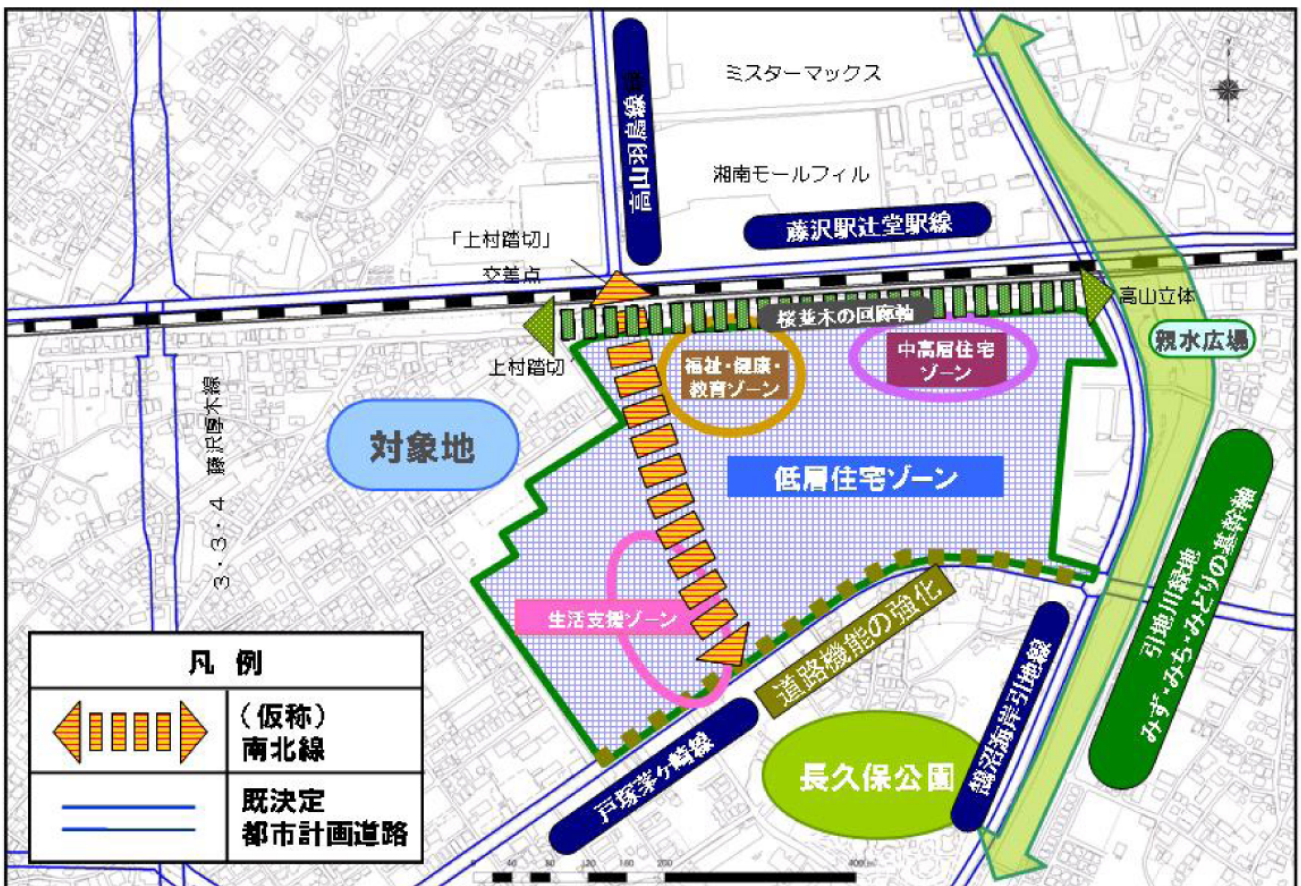 ミスターマックス
高山羽鳥線
湘南モールフィル
藤沢駅辻堂駅線
「上村踏切」
交差点
高山立体
桜並木の回廊軸
親水広場
上村踏切
福祉・健康・
教育ゾーン
中高層住宅
ゾーン
3・3・4 藤沢厚木線
対象地
低層住宅ゾーン
引地川緑地
みず・みち・みどりの基幹軸
生活支援ゾーン
道路機能の強化
鵠沼海岸引地線
戸塚茅ケ崎線
長久保公園
凡 例
（仮称）
南北線
既決定
都市計画道路